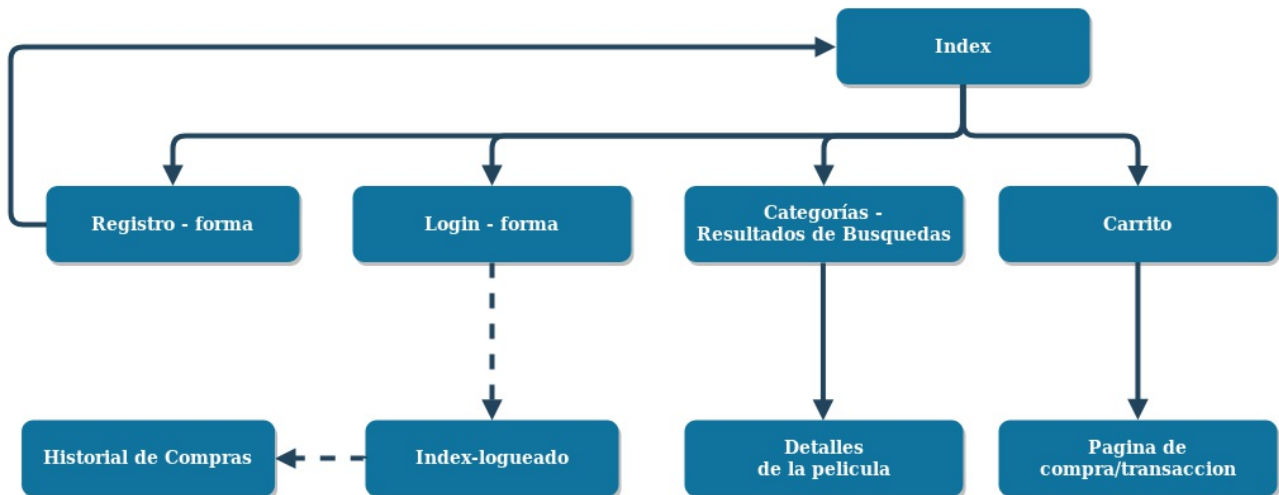 Index
Registro - forma
Login - forma
Categorías -
Resultados de Busquedas
Carrito
Historial de Compras
Index-logueado
Detalles
de la pelicula
Pagina de
compra/transaccion